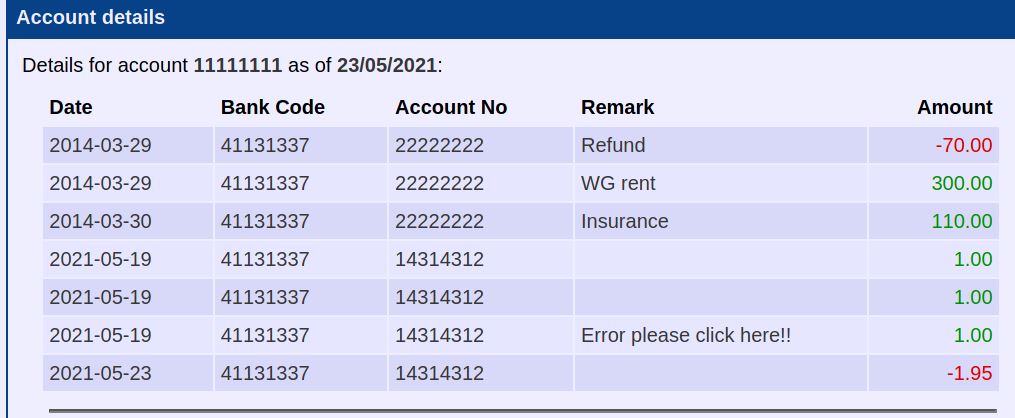 Account details
Details for account 11111111 as of 23/05/2021:
Date Bank Code Account No Remark Amount
2014-03-29 41131337 22222222 Refund -70.00
2014-03-29 41131337 22222222 WG rent 300.00
2014-03-30 41131337 22222222 Insurance 110.00
2021-05-19 41131337 14314312 1.00
2021-05-19 41131337 14314312 1.00
2021-05-19 41131337 14314312 Error please click here!! 1.00
2021-05-23 41131337 14314312 -1.95